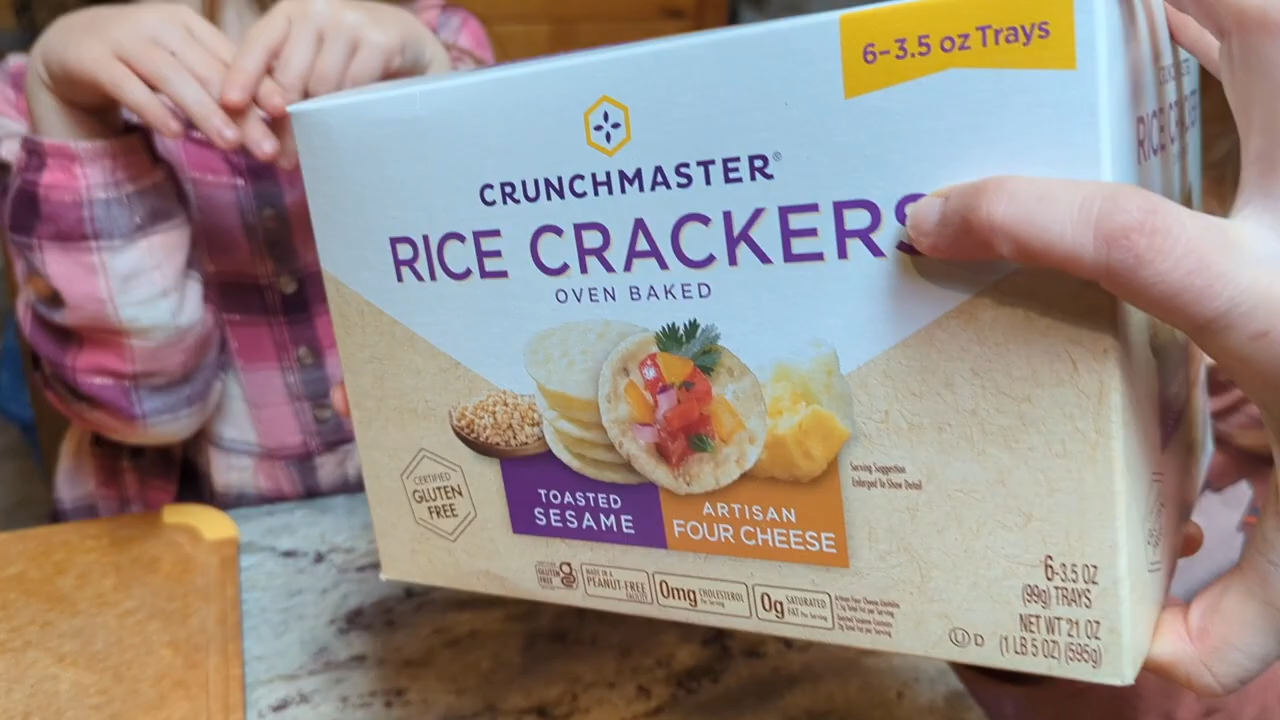 6-3.5 oz Trays
CRUNCHMASTER®
RICE CRACKERS
OVEN BAKED
CERTIFIED
GLUTEN
FREE
TOASTED
SESAME
ARTISAN
FOUR CHEESE
Serving Suggestion
Enlarged To Show Detail
GLUTEN
FREE
MADE IN A
PEANUT-FREE
FACILITY
0mg CHOLESTEROL
Per Serving
0g SATURATED
FAT Per Serving
6-3.5 OZ
(99g) TRAYS
NET WT 21 OZ
(1 LB 5 OZ) (595g)
U D
RICE